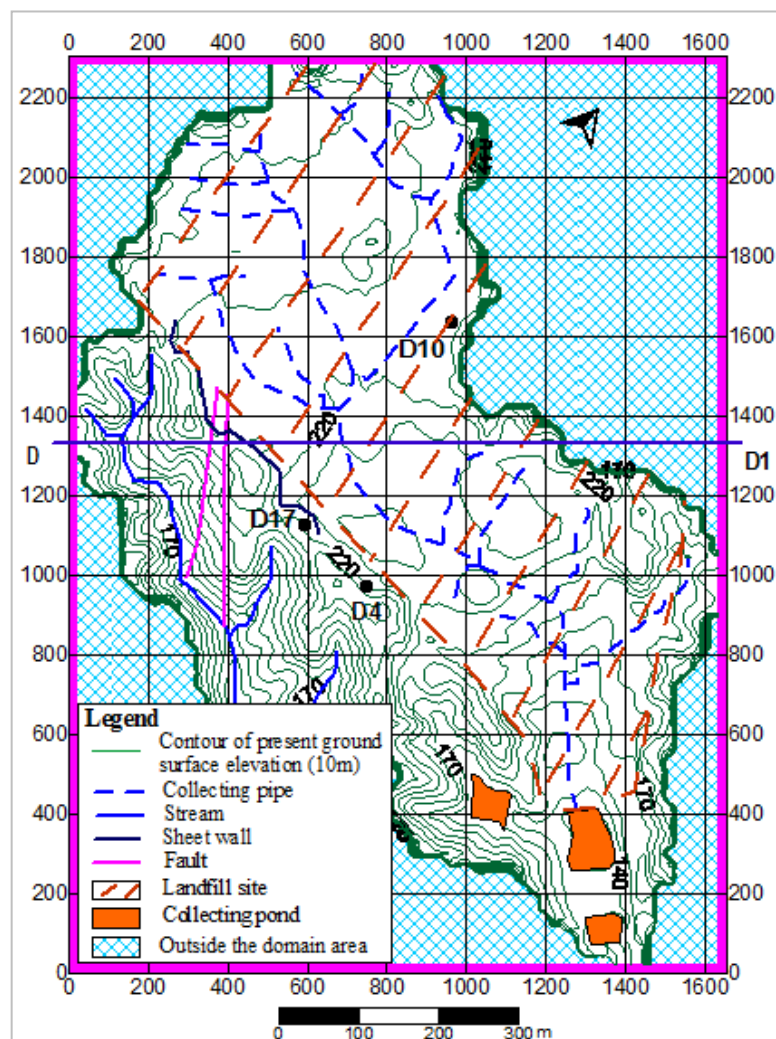 0 200 400 600 800 1000 1200 1400 1600
2200 2200
2000 2000
1800 1800
1600 1600
D10
1400 1400
220
D D1
170
220
1200 1200
D17
170
220
1000 1000
D4
800 800
170
Legend
Contour of present ground
surface elevation (10m)
Collecting pipe
Stream
Sheet wall
Fault
Landfill site
Collecting pond
Outside the domain area
600 600
170
170
400 400
140
200 200
0 0
0 200 400 600 800 1000 1200 1400 1600
0 100 200 300 m